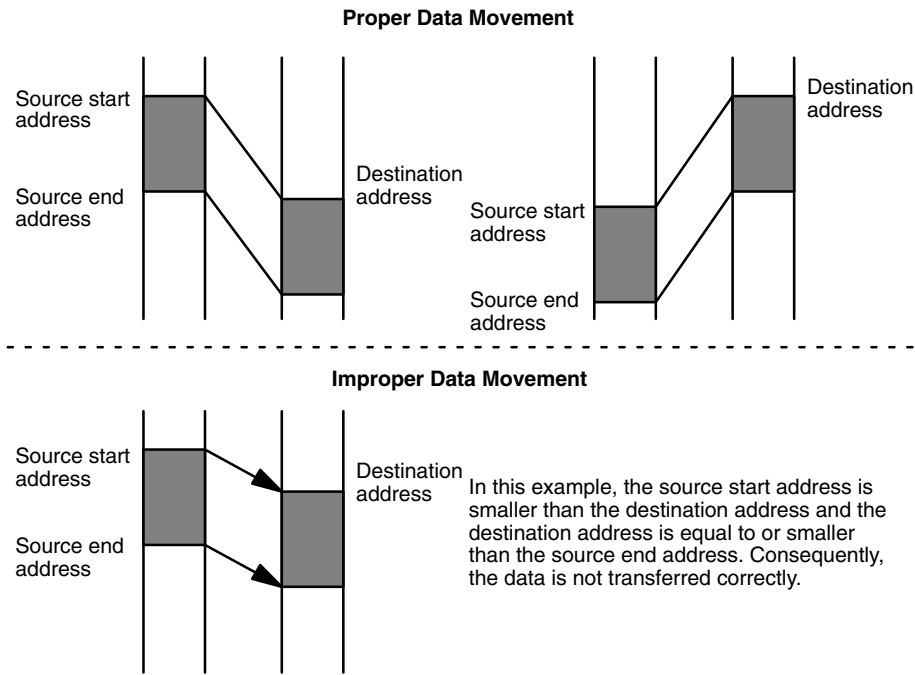 Proper Data Movement
Source start
address
Source end
address
Destination
address
Source start
address
Source end
address
Destination
address
Improper Data Movement
Source start
address
Source end
address
Destination
address
In this example, the source start address is
smaller than the destination address and the
destination address is equal to or smaller
than the source end address. Consequently,
the data is not transferred correctly.